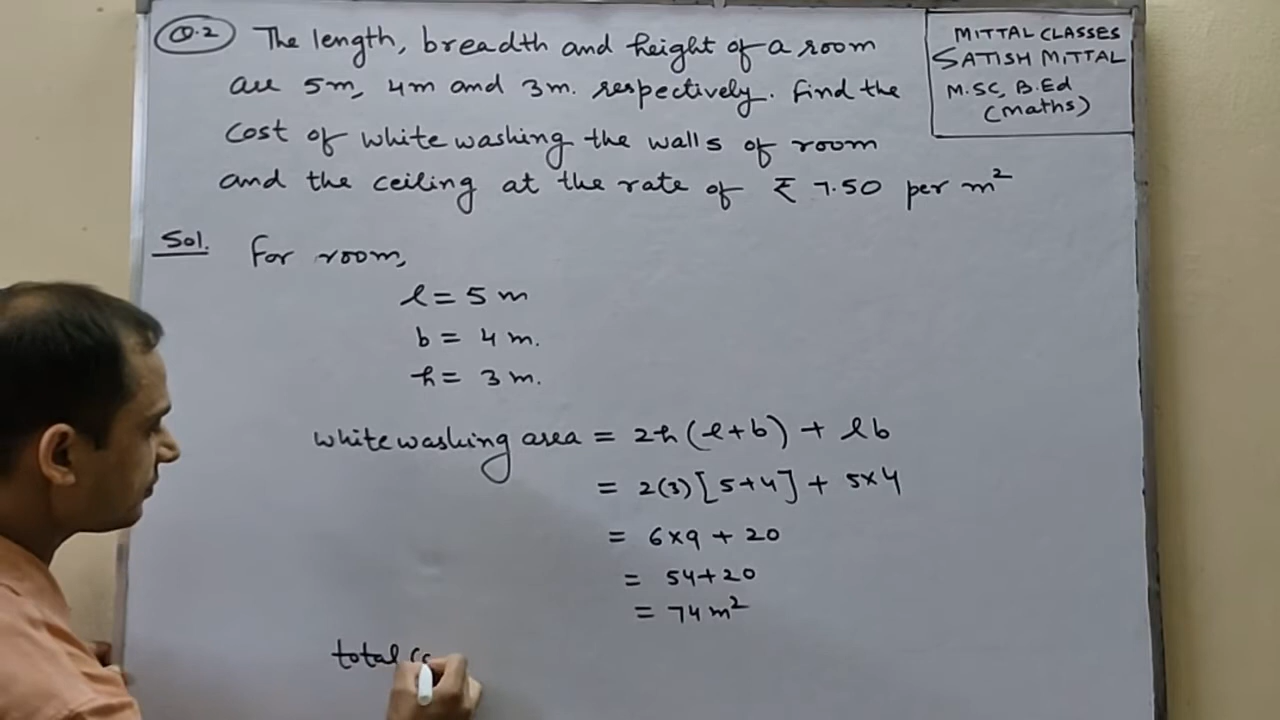 Q.2 The length, breadth and height of a room
are 5m, 4m and 3m. respectively. Find the
cost of white washing the walls of room
and the ceiling at the rate of ₹ 7.50 per m²
MITTAL CLASSES
SATISH MITTAL
M.SC, B.Ed
(Maths)
Sol. For room,
l = 5 m
b = 4 m.
h = 3 m.
white washing area = 2h (l+b) + lb
= 2(3) [5+4] + 5×4
= 6×9 + 20
= 54+20
= 74 m²
total co